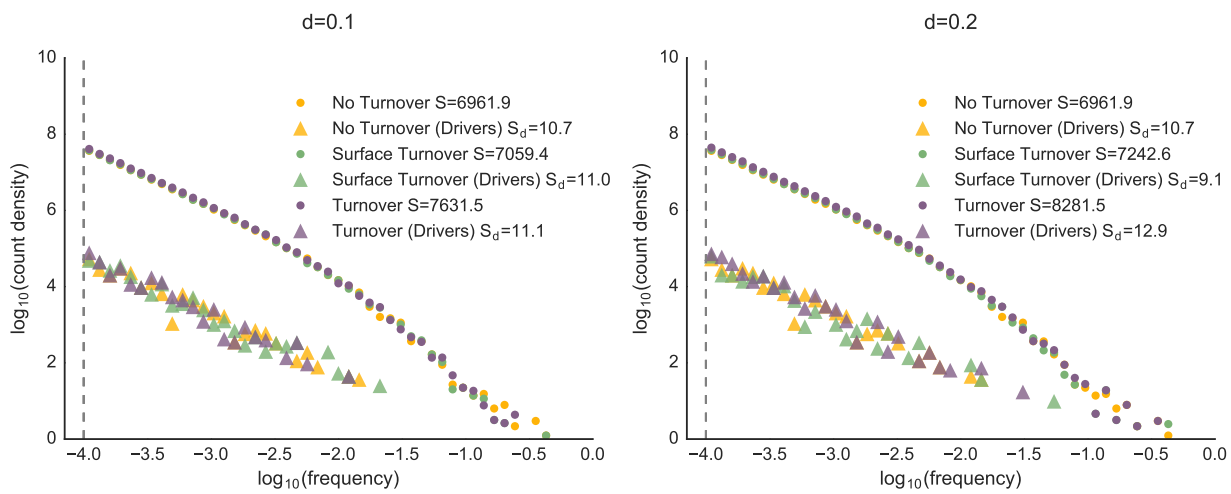 d=0.1
10
8
6
4
2
0
log10(count density)
No Turnover S=6961.9
No Turnover (Drivers) Sd=10.7
Surface Turnover S=7059.4
Surface Turnover (Drivers) Sd=11.0
Turnover S=7631.5
Turnover (Drivers) Sd=11.1
−4.0 −3.5 −3.0 −2.5 −2.0 −1.5 −1.0 −0.5 0.0
log10(frequency)
d=0.2
10
8
6
4
2
0
log10(count density)
No Turnover S=6961.9
No Turnover (Drivers) Sd=10.7
Surface Turnover S=7242.6
Surface Turnover (Drivers) Sd=9.1
Turnover S=8281.5
Turnover (Drivers) Sd=12.9
−4.0 −3.5 −3.0 −2.5 −2.0 −1.5 −1.0 −0.5 0.0
log10(frequency)